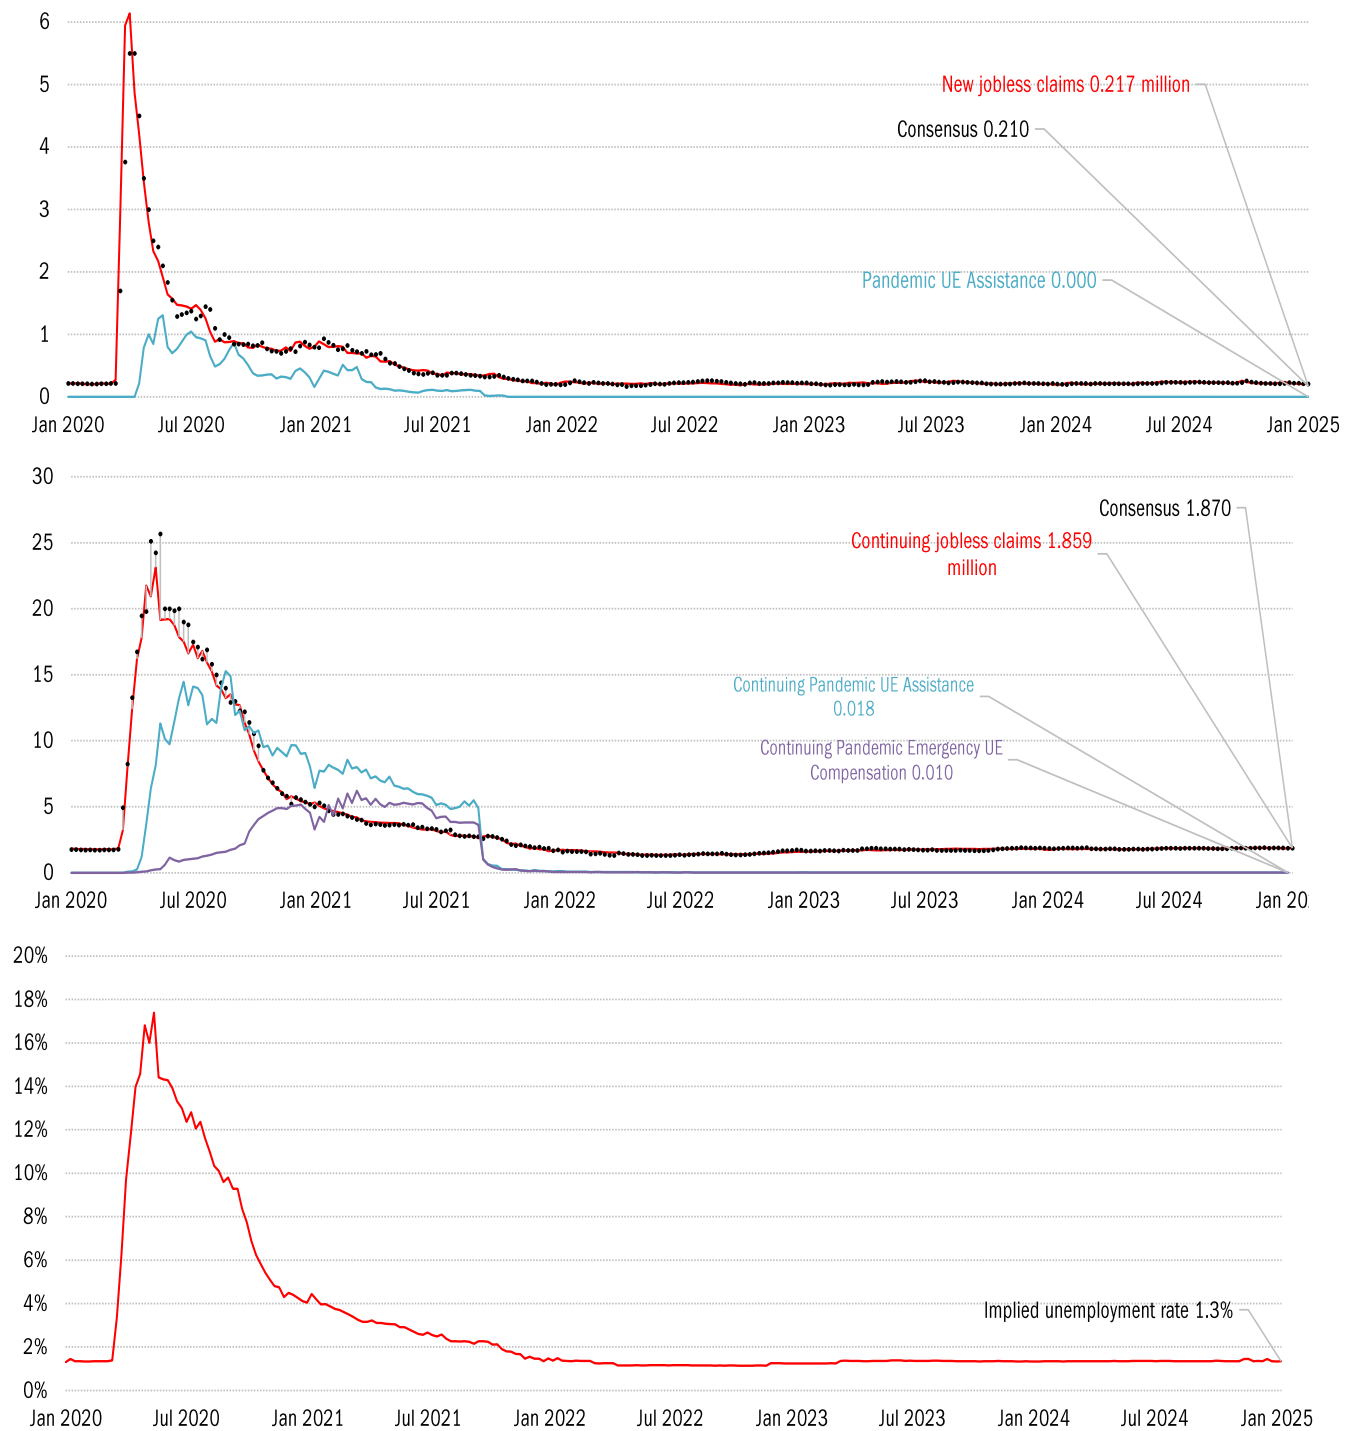 6
5
4
3
2
1
0
New jobless claims 0.217 million
Consensus 0.210
Pandemic UE Assistance 0.000
Jan 2020 Jul 2020 Jan 2021 Jul 2021 Jan 2022 Jul 2022 Jan 2023 Jul 2023 Jan 2024 Jul 2024 Jan 2025
30
25
20
15
10
5
0
Consensus 1.870
Continuing jobless claims 1.859
million
Continuing Pandemic UE Assistance
0.018
Continuing Pandemic Emergency UE
Compensation 0.010
Jan 2020 Jul 2020 Jan 2021 Jul 2021 Jan 2022 Jul 2022 Jan 2023 Jul 2023 Jan 2024 Jul 2024 Jan 20
20%
18%
16%
14%
12%
10%
8%
6%
4%
2%
0%
Implied unemployment rate 1.3%
Jan 2020 Jul 2020 Jan 2021 Jul 2021 Jan 2022 Jul 2022 Jan 2023 Jul 2023 Jan 2024 Jul 2024 Jan 2025